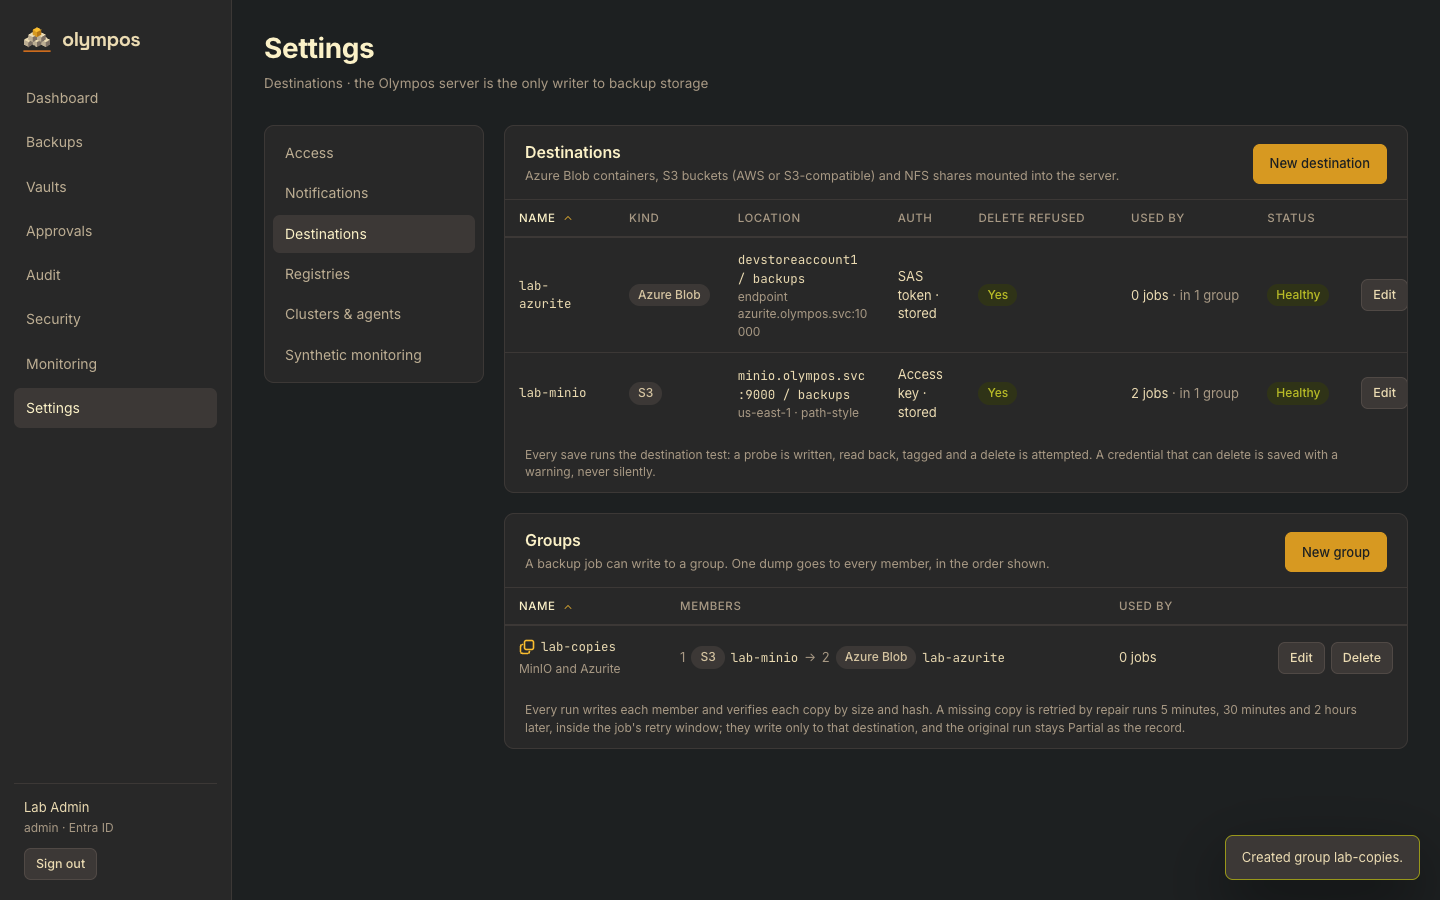 olympos
Dashboard
Backups
Vaults
Approvals
Audit
Security
Monitoring
Settings
Lab Admin
admin · Entra ID
Sign out
Settings
Destinations · the Olympos server is the only writer to backup storage
Access
Notifications
Destinations
Registries
Clusters & agents
Synthetic monitoring
Destinations
Azure Blob containers, S3 buckets (AWS or S3-compatible) and NFS shares mounted into the server.
New destination
NAME KIND LOCATION AUTH DELETE REFUSED USED BY STATUS
lab-
azurite
Azure Blob
devstoreaccount1
/ backups
endpoint
azurite.olympos.svc:10
000
SAS
token ·
stored
Yes
0 jobs · in 1 group
Healthy
Edit
lab-minio
S3
minio.olympos.svc
:9000 / backups
us-east-1 · path-style
Access
key ·
stored
Yes
2 jobs · in 1 group
Healthy
Edit
Every save runs the destination test: a probe is written, read back, tagged and a delete is attempted. A credential that can delete is saved with a
warning, never silently.
Groups
A backup job can write to a group. One dump goes to every member, in the order shown.
New group
NAME MEMBERS USED BY
lab-copies
MinIO and Azurite
1 S3 lab-minio → 2 Azure Blob lab-azurite
0 jobs
Edit
Delete
Every run writes each member and verifies each copy by size and hash. A missing copy is retried by repair runs 5 minutes, 30 minutes and 2 hours
later, inside the job's retry window; they write only to that destination, and the original run stays Partial as the record.
Created group lab-copies.